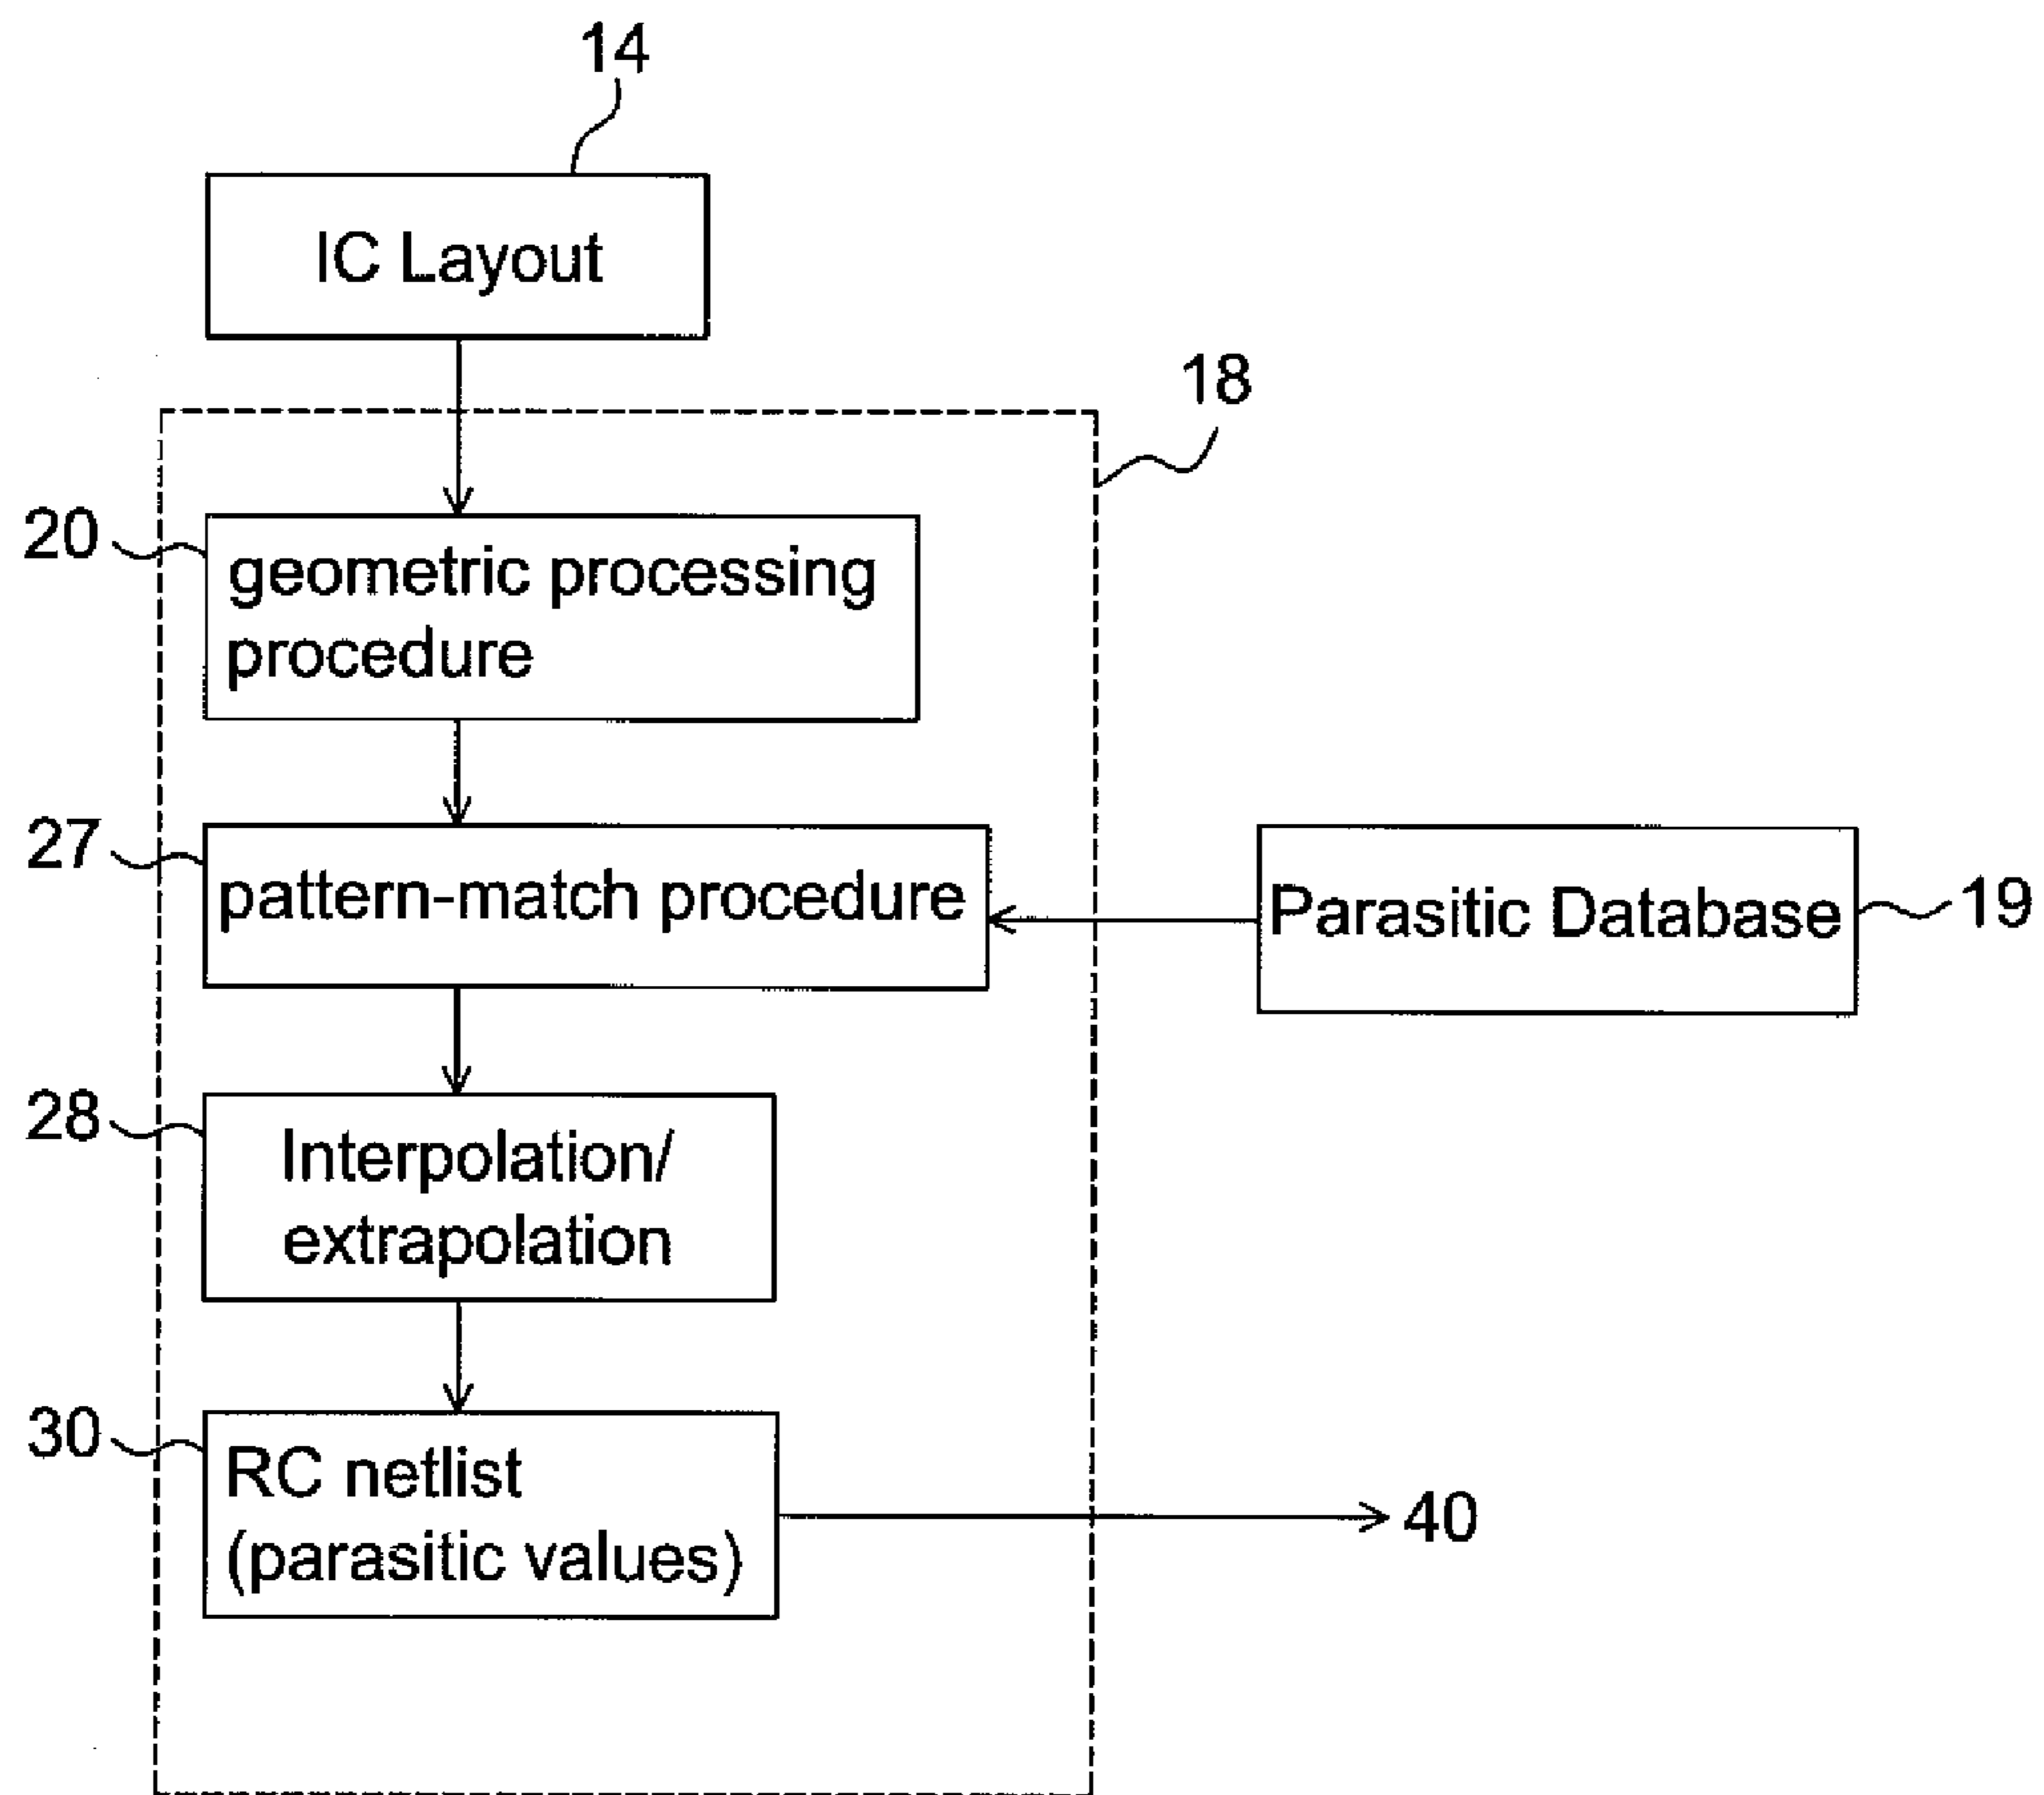 14
IC Layout
18
20
geometric processing
procedure
27
pattern-match procedure
Parasitic Database
19
28
Interpolation/
extrapolation
30
RC netlist
(parasitic values)
40